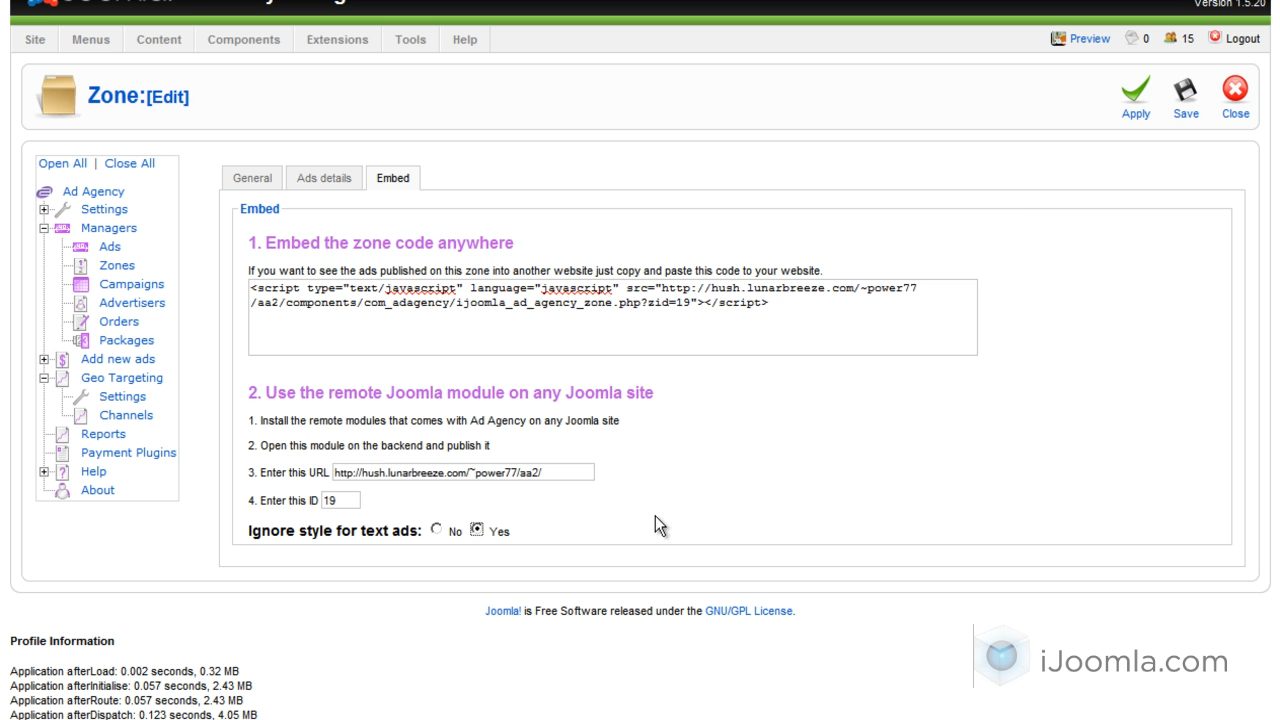 Version 1.5.20
Site Menus Content Components Extensions Tools Help
Preview 0 15 Logout
Zone:[Edit]
Apply Save Close
Open All | Close All
Ad Agency
Settings
Managers
Ads
Zones
Campaigns
Advertisers
Orders
Packages
Add new ads
Geo Targeting
Settings
Channels
Reports
Payment Plugins
Help
About
General Ads details Embed
Embed
1. Embed the zone code anywhere
If you want to see the ads published on this zone into another website just copy and paste this code to your website.
<script type="text/javascript" language="javascript" src="http://hush.lunarbreeze.com/~power77
/aa2/components/com_adagency/ijoomla_ad_agency_zone.php?zid=19"></script>
2. Use the remote Joomla module on any Joomla site
1. Install the remote modules that comes with Ad Agency on any Joomla site
2. Open this module on the backend and publish it
3. Enter this URL http://hush.lunarbreeze.com/~power77/aa2/
4. Enter this ID 19
Ignore style for text ads: No Yes
Joomla! is Free Software released under the GNU/GPL License.
Profile Information
Application afterLoad: 0.002 seconds, 0.32 MB
Application afterInitialise: 0.057 seconds, 2.43 MB
Application afterRoute: 0.057 seconds, 2.43 MB
Application afterDispatch: 0.123 seconds, 4.05 MB
iJoomla.com